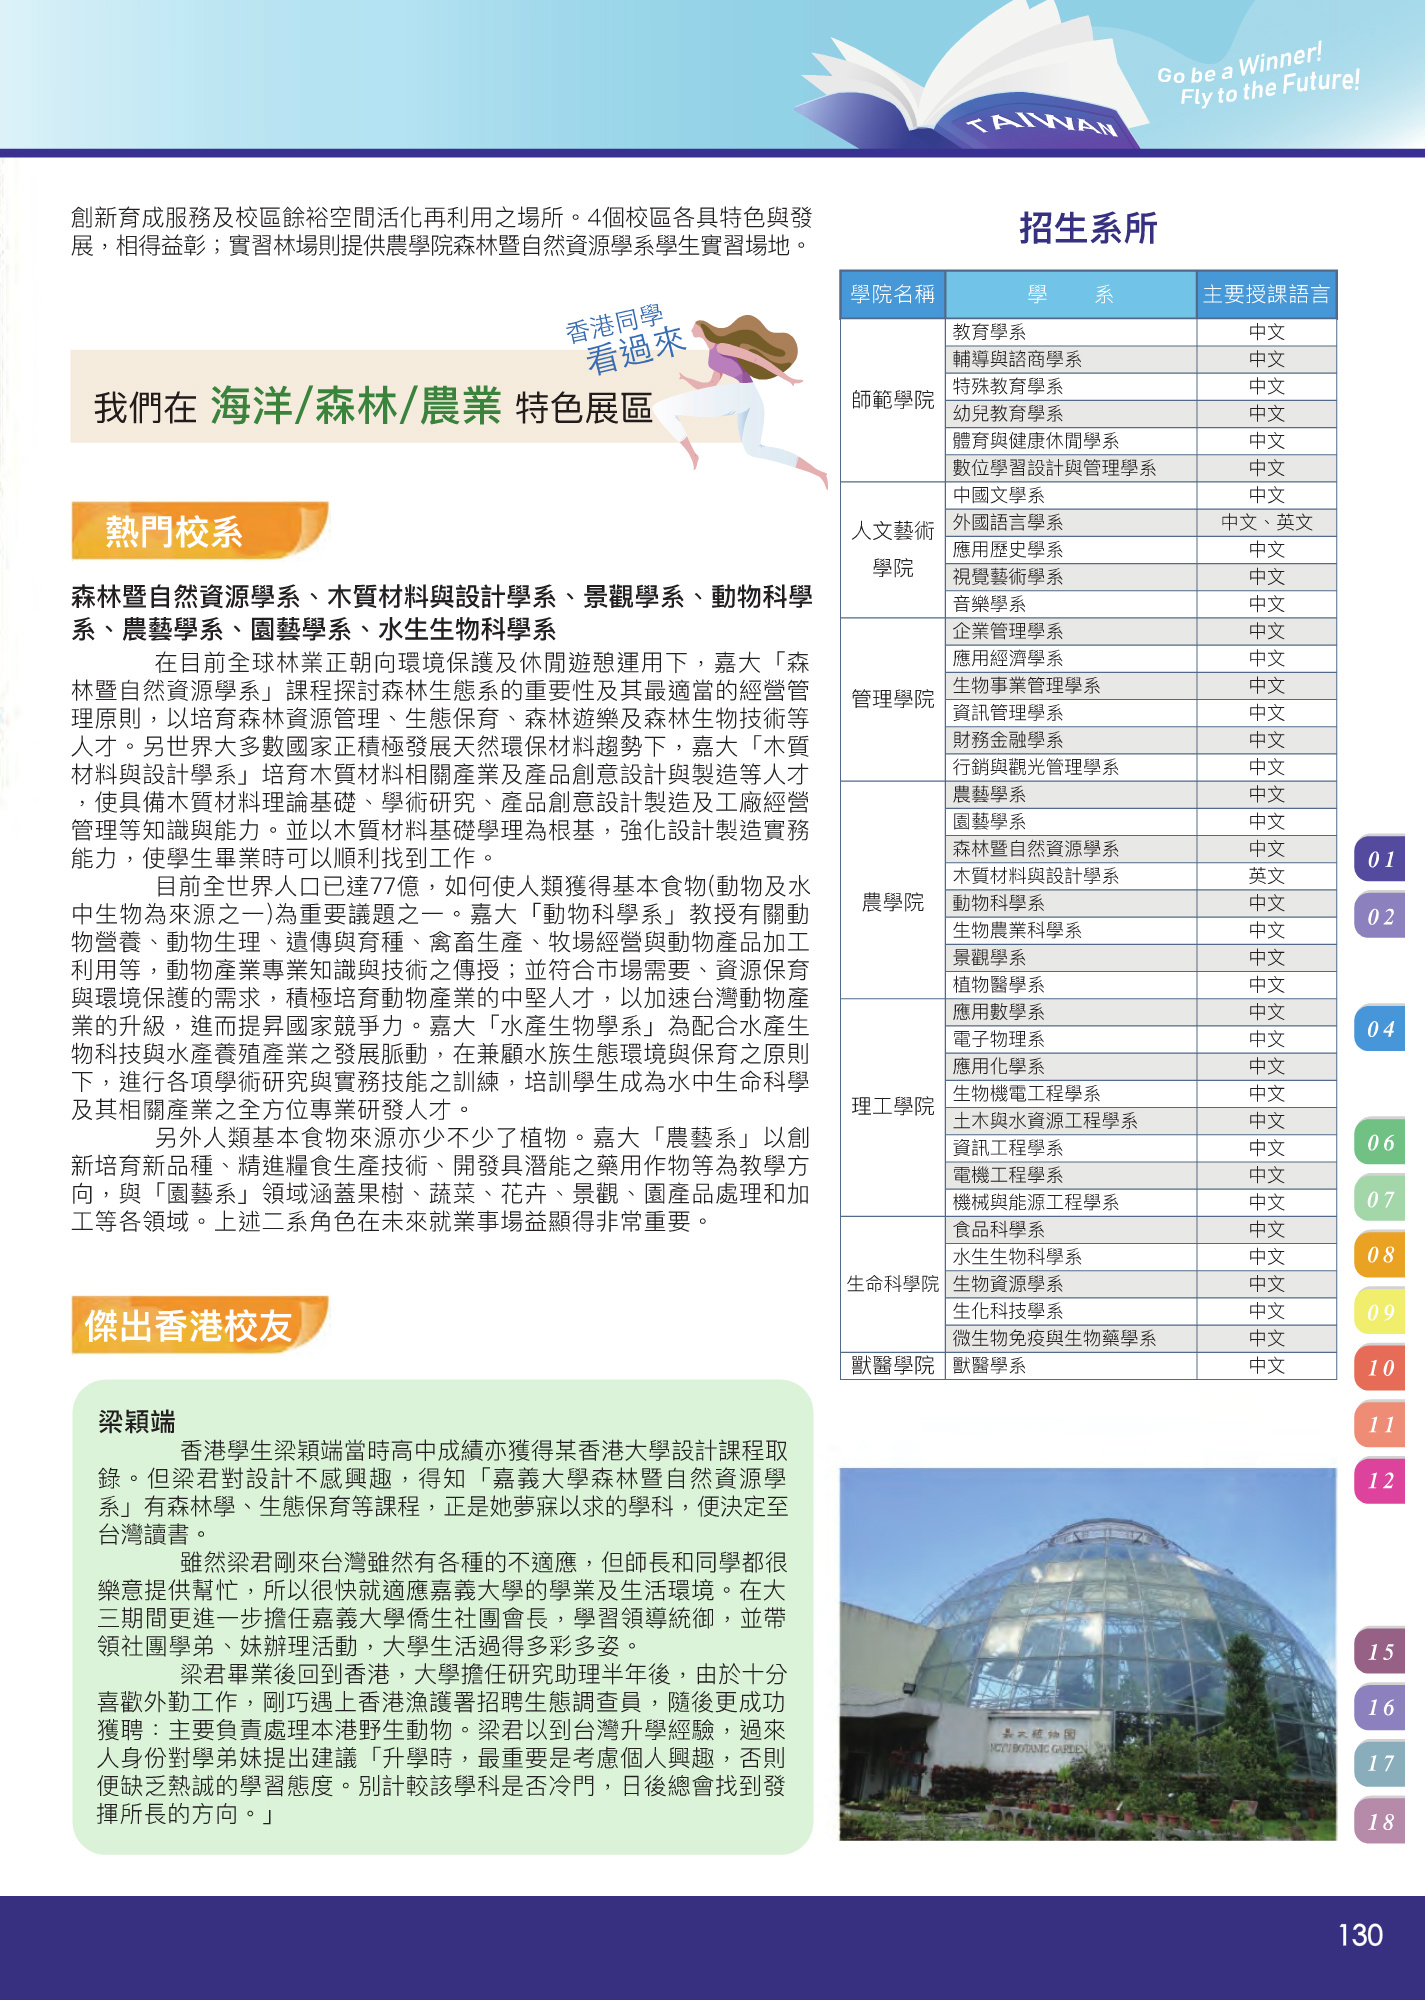 Go be a Winner!
Fly to the Future!
TAIWAN
創新育成服務及校區餘裕空間活化再利用之場所。4個校區各具特色與發
展，相得益彰；實習林場則提供農學院森林暨自然資源學系學生實習場地。
香港同學
看過來
我們在 海洋/森林/農業 特色展區
熱門校系
森林暨自然資源學系、木質材料與設計學系、景觀學系、動物科學
系、農藝學系、園藝學系、水生生物科學系
在目前全球林業正朝向環境保護及休閒遊憩運用下，嘉大「森
林暨自然資源學系」課程探討森林生態系的重要性及其最適當的經營管
理原則，以培育森林資源管理、生態保育、森林遊樂及森林生物技術等
人才。另世界大多數國家正積極發展天然環保材料趨勢下，嘉大「木質
材料與設計學系」培育木質材料相關產業及產品創意設計與製造等人才
，使具備木質材料理論基礎、學術研究、產品創意設計製造及工廠經營
管理等知識與能力。並以木質材料基礎學理為根基，強化設計製造實務
能力，使學生畢業時可以順利找到工作。
目前全世界人口已達77億，如何使人類獲得基本食物(動物及水
中生物為來源之一)為重要議題之一。嘉大「動物科學系」教授有關動
物營養、動物生理、遺傳與育種、禽畜生產、牧場經營與動物產品加工
利用等，動物產業專業知識與技術之傳授；並符合市場需要、資源保育
與環境保護的需求，積極培育動物產業的中堅人才，以加速台灣動物產
業的升級，進而提昇國家競爭力。嘉大「水產生物學系」為配合水產生
物科技與水產養殖產業之發展脈動，在兼顧水族生態環境與保育之原則
下，進行各項學術研究與實務技能之訓練，培訓學生成為水中生命科學
及其相關產業之全方位專業研發人才。
另外人類基本食物來源亦少不少了植物。嘉大「農藝系」以創
新培育新品種、精進糧食生產技術、開發具潛能之藥用作物等為教學方
向，與「園藝系」領域涵蓋果樹、蔬菜、花卉、景觀、園產品處理和加
工等各領域。上述二系角色在未來就業事場益顯得非常重要。
傑出香港校友
梁穎端
香港學生梁穎端當時高中成績亦獲得某香港大學設計課程取
錄。但梁君對設計不感興趣，得知「嘉義大學森林暨自然資源學
系」有森林學、生態保育等課程，正是她夢寐以求的學科，便決定至
台灣讀書。
雖然梁君剛來台灣雖然有各種的不適應，但師長和同學都很
樂意提供幫忙，所以很快就適應嘉義大學的學業及生活環境。在大
三期間更進一步擔任嘉義大學僑生社團會長，學習領導統御，並帶
領社團學弟、妹辦理活動，大學生活過得多彩多姿。
梁君畢業後回到香港，大學擔任研究助理半年後，由於十分
喜歡外勤工作，剛巧遇上香港漁護署招聘生態調查員，隨後更成功
獲聘：主要負責處理本港野生動物。梁君以到台灣升學經驗，過來
人身份對學弟妹提出建議「升學時，最重要是考慮個人興趣，否則
便缺乏熱誠的學習態度。別計較該學科是否冷門，日後總會找到發
揮所長的方向。」
招生系所
學院名稱 學 系 主要授課語言
師範學院
教育學系 中文
輔導與諮商學系 中文
特殊教育學系 中文
幼兒教育學系 中文
體育與健康休閒學系 中文
數位學習設計與管理學系 中文
人文藝術
學院
中國文學系 中文
外國語言學系 中文、英文
應用歷史學系 中文
視覺藝術學系 中文
音樂學系 中文
管理學院
企業管理學系 中文
應用經濟學系 中文
生物事業管理學系 中文
資訊管理學系 中文
財務金融學系 中文
行銷與觀光管理學系 中文
農學院
農藝學系 中文
園藝學系 中文
森林暨自然資源學系 中文
木質材料與設計學系 英文
動物科學系 中文
生物農業科學系 中文
景觀學系 中文
植物醫學系 中文
理工學院
應用數學系 中文
電子物理系 中文
應用化學系 中文
生物機電工程學系 中文
土木與水資源工程學系 中文
資訊工程學系 中文
電機工程學系 中文
機械與能源工程學系 中文
生命科學院
食品科學系 中文
水生生物科學系 中文
生物資源學系 中文
生化科技學系 中文
微生物免疫與生物藥學系 中文
獸醫學院 獸醫學系 中文
嘉大植物園
NCYU BOTANIC GARDEN
01
02
04
06
07
08
09
10
11
12
15
16
17
18
130